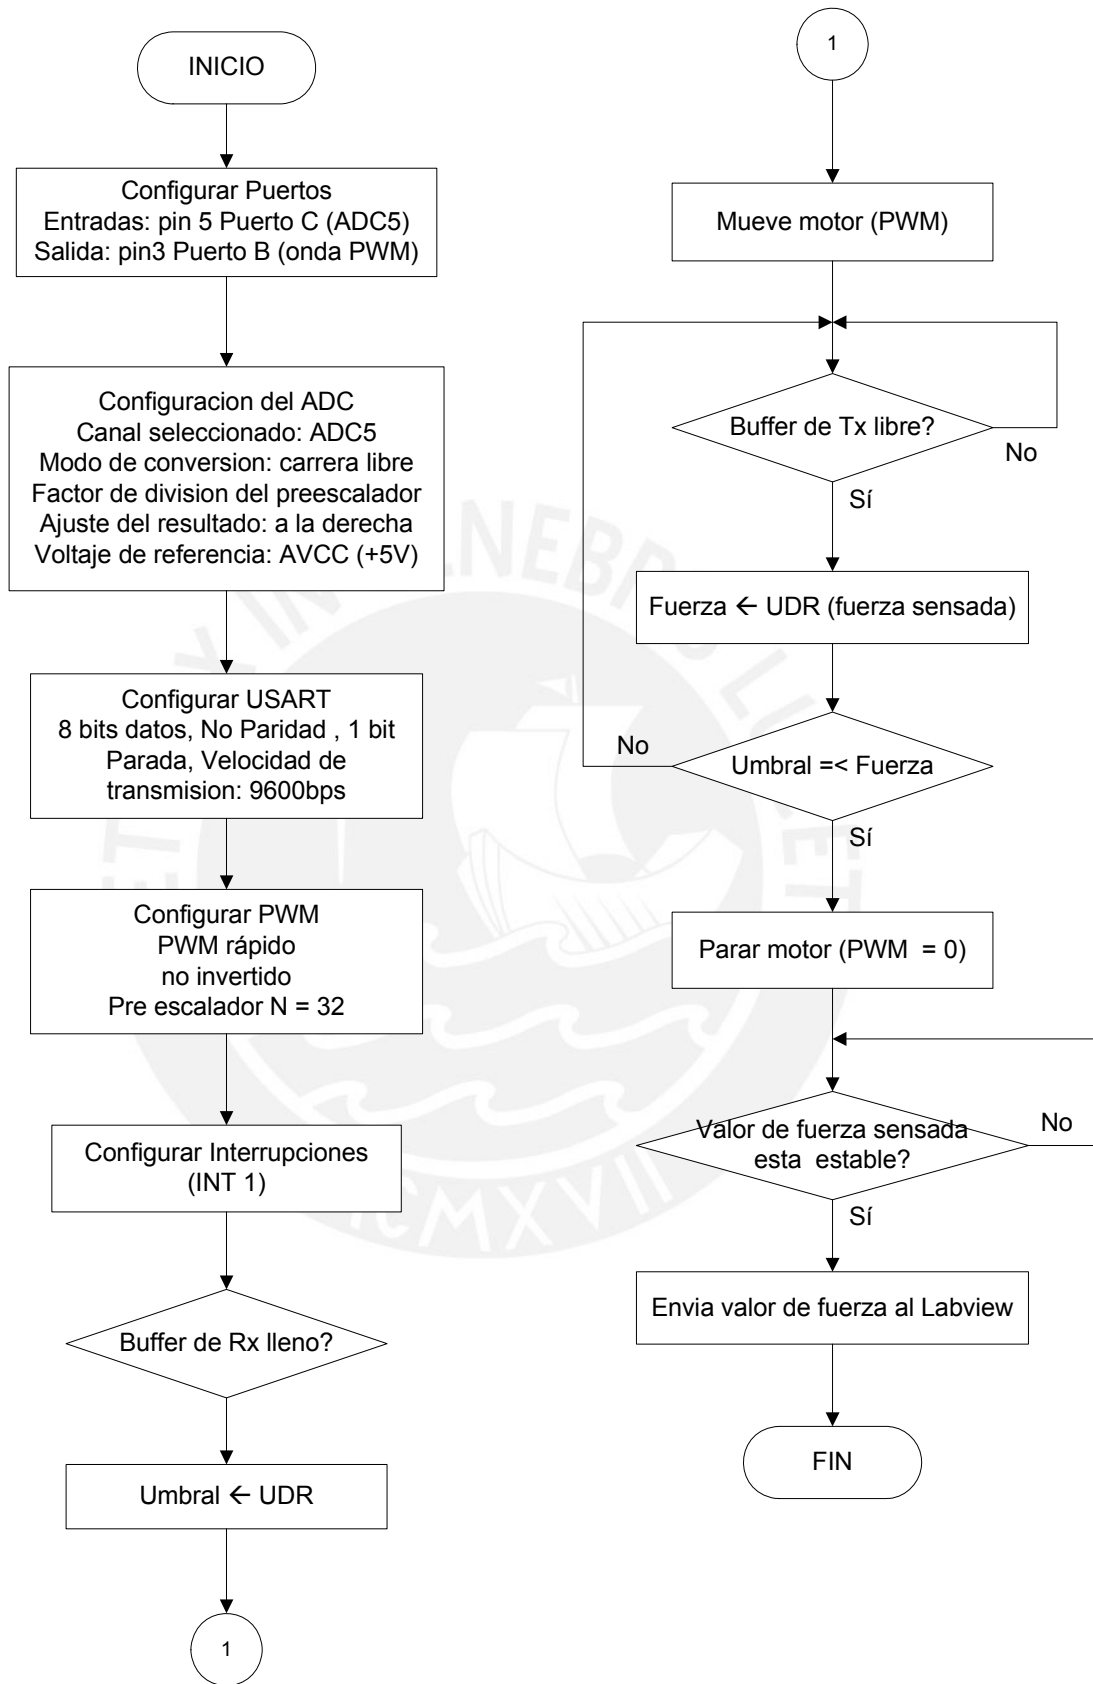 INICIO
Configurar Puertos
Entradas: pin 5 Puerto C (ADC5)
Salida: pin3 Puerto B (onda PWM)
Configuracion del ADC
Canal seleccionado: ADC5
Modo de conversion: carrera libre
Factor de division del preescalador
Ajuste del resultado: a la derecha
Voltaje de referencia: AVCC (+5V)
Configurar USART
8 bits datos, No Paridad , 1 bit
Parada, Velocidad de
transmision: 9600bps
Configurar PWM
PWM rápido
no invertido
Pre escalador N = 32
Configurar Interrupciones
(INT 1)
Buffer de Rx lleno?
Umbral ← UDR
1
1
Mueve motor (PWM)
Buffer de Tx libre?
No
Sí
Fuerza ← UDR (fuerza sensada)
No
Umbral =< Fuerza
Sí
Parar motor (PWM = 0)
Valor de fuerza sensada
esta estable?
No
Sí
Envia valor de fuerza al Labview
FIN
MCMXVII